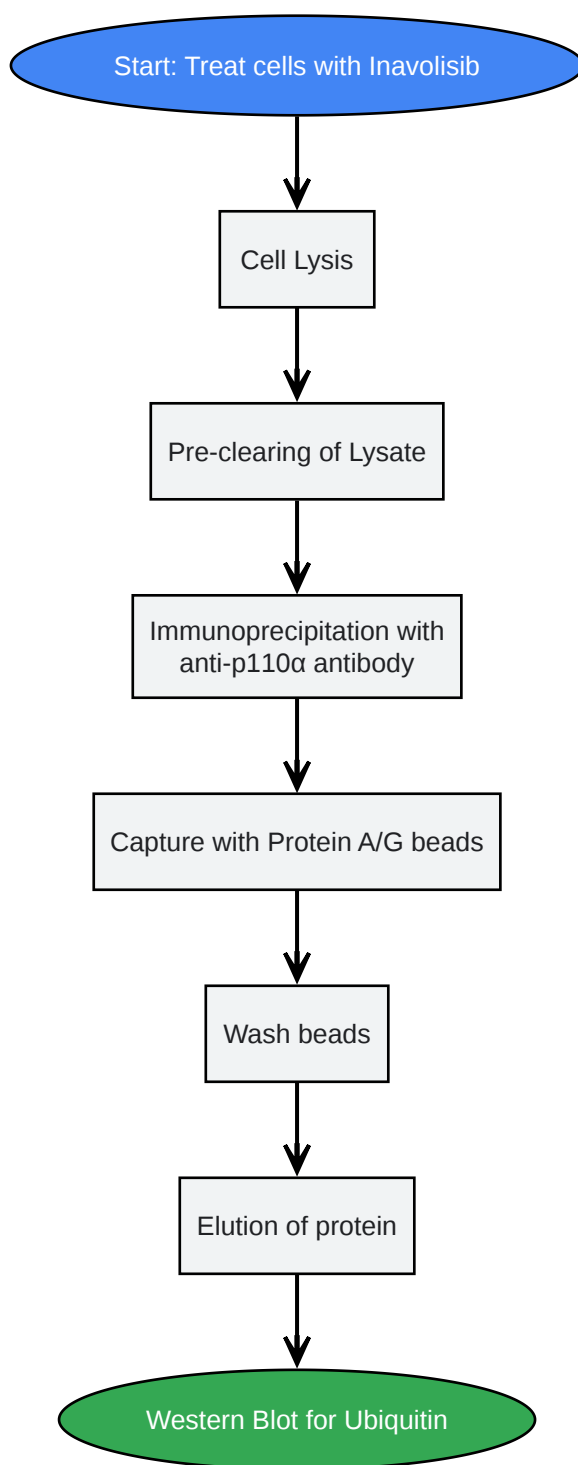 Start: Treat cells with Inavolisib
Cell Lysis
Pre-clearing of Lysate
Immunoprecipitation with
anti-p110α antibody
Capture with Protein A/G beads
Wash beads
Elution of protein
Western Blot for Ubiquitin